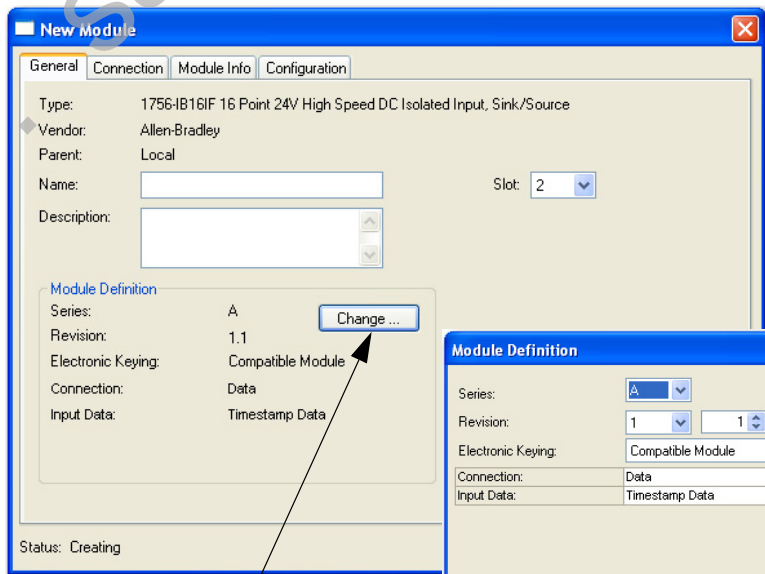 New Module
General Connection Module Info Configuration
Type: 1756-IB16IF 16 Point 24V High Speed DC Isolated Input, Sink/Source
Vendor: Allen-Bradley
Parent: Local
Name: Slot: 2
Description:
Module Definition
Series: A
Change ...
Revision: 1.1
Electronic Keying: Compatible Module
Connection: Data
Input Data: Timestamp Data
Status: Creating
Module Definition
Series: A
Revision: 1 1
Electronic Keying: Compatible Module
Connection: Data
Input Data: Timestamp Data